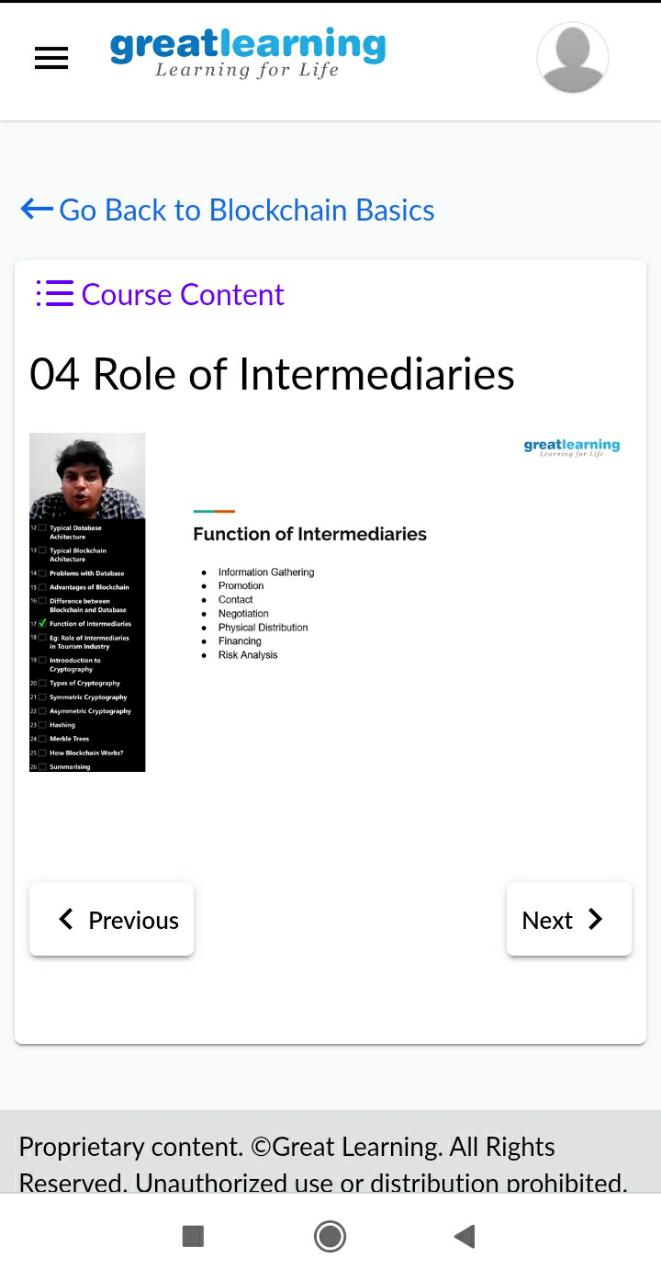 greatlearning
Learning for Life
Go Back to Blockchain Basics
Course Content
04 Role of Intermediaries
greatlearning
Learning for Life
12 Typical Database
Achitecture
13 Typical Blockchain
Achitecture
14 Problems with Database
15 Advantages of Blockchain
16 Difference between
Blockchain and Database
17 Function of Intermediaries
18 Eg: Role of Intermediaries
in Tourism Industry
19 Introoduction to
Cryptography
20 Types of Cryptography
21 Symmetric Cryptography
22 Asymmetric Cryptography
23 Hashing
24 Merkle Trees
25 How Blockchain Works?
26 Summarising
Function of Intermediaries
Information Gathering
Promotion
Contact
Negotiation
Physical Distribution
Financing
Risk Analysis
Previous
Next
Proprietary content. ©Great Learning. All Rights
Reserved. Unauthorized use or distribution prohibited.